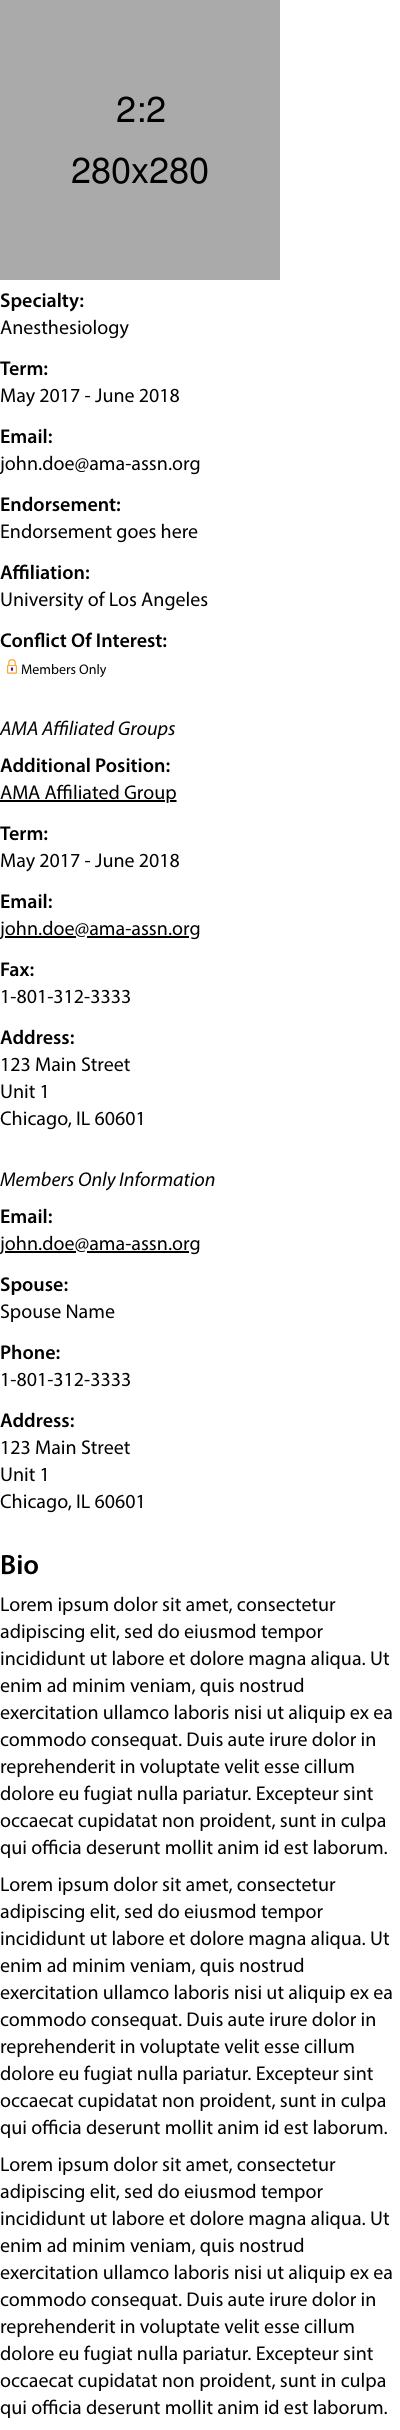 2:2
280x280
Specialty:
Anesthesiology
Term:
May 2017 - June 2018
Email:
john.doe@ama-assn.org
Endorsement:
Endorsement goes here
Affiliation:
University of Los Angeles
Conflict Of Interest:
Members Only
AMA Affiliated Groups
Additional Position:
AMA Affiliated Group
Term:
May 2017 - June 2018
Email:
john.doe@ama-assn.org
Fax:
1-801-312-3333
Address:
123 Main Street
Unit 1
Chicago, IL 60601
Members Only Information
Email:
john.doe@ama-assn.org
Spouse:
Spouse Name
Phone:
1-801-312-3333
Address:
123 Main Street
Unit 1
Chicago, IL 60601
Bio
Lorem ipsum dolor sit amet, consectetur
adipiscing elit, sed do eiusmod tempor
incididunt ut labore et dolore magna aliqua. Ut
enim ad minim veniam, quis nostrud
exercitation ullamco laboris nisi ut aliquip ex ea
commodo consequat. Duis aute irure dolor in
reprehenderit in voluptate velit esse cillum
dolore eu fugiat nulla pariatur. Excepteur sint
occaecat cupidatat non proident, sunt in culpa
qui officia deserunt mollit anim id est laborum.
Lorem ipsum dolor sit amet, consectetur
adipiscing elit, sed do eiusmod tempor
incididunt ut labore et dolore magna aliqua. Ut
enim ad minim veniam, quis nostrud
exercitation ullamco laboris nisi ut aliquip ex ea
commodo consequat. Duis aute irure dolor in
reprehenderit in voluptate velit esse cillum
dolore eu fugiat nulla pariatur. Excepteur sint
occaecat cupidatat non proident, sunt in culpa
qui officia deserunt mollit anim id est laborum.
Lorem ipsum dolor sit amet, consectetur
adipiscing elit, sed do eiusmod tempor
incididunt ut labore et dolore magna aliqua. Ut
enim ad minim veniam, quis nostrud
exercitation ullamco laboris nisi ut aliquip ex ea
commodo consequat. Duis aute irure dolor in
reprehenderit in voluptate velit esse cillum
dolore eu fugiat nulla pariatur. Excepteur sint
occaecat cupidatat non proident, sunt in culpa
qui officia deserunt mollit anim id est laborum.